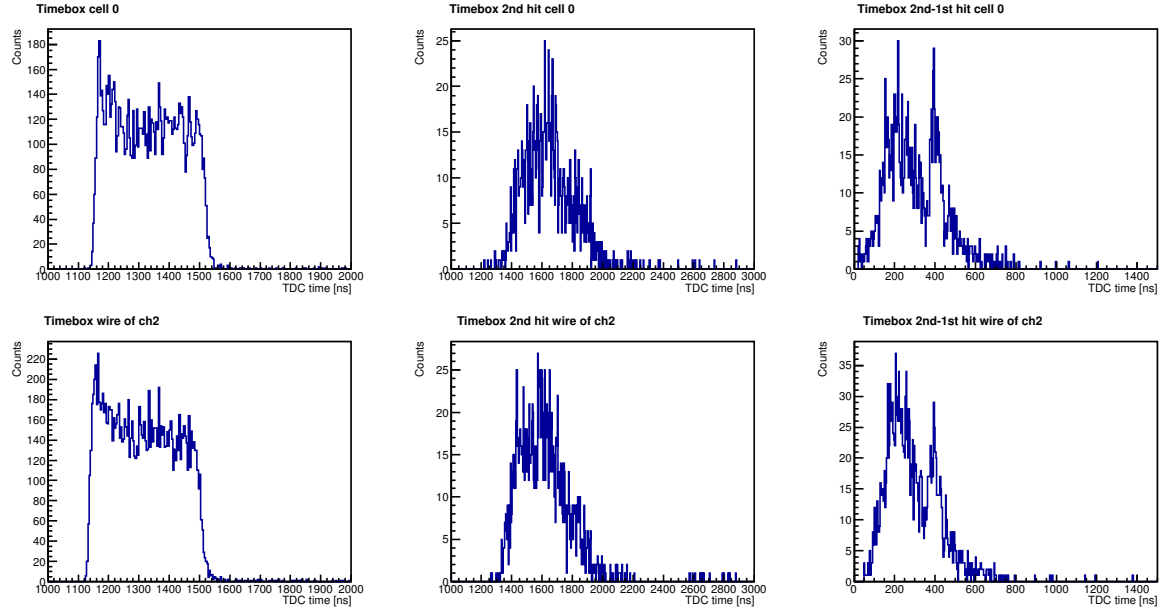 Timebox cell 0
Counts
180
160
140
120
100
80
60
40
20
0
1000 1100 1200 1300 1400 1500 1600 1700 1800 1900 2000
TDC time [ns]
Timebox 2nd hit cell 0
Counts
25
20
15
10
5
0
1000 1200 1400 1600 1800 2000 2200 2400 2600 2800 3000
TDC time [ns]
Timebox 2nd-1st hit cell 0
Counts
30
25
20
15
10
5
0
0 200 400 600 800 1000 1200 1400
TDC time [ns]
Timebox wire of ch2
Counts
220
200
180
160
140
120
100
80
60
40
20
0
1000 1100 1200 1300 1400 1500 1600 1700 1800 1900 2000
TDC time [ns]
Timebox 2nd hit wire of ch2
Counts
25
20
15
10
5
0
1000 1200 1400 1600 1800 2000 2200 2400 2600 2800 3000
TDC time [ns]
Timebox 2nd-1st hit wire of ch2
Counts
35
30
25
20
15
10
5
0
0 200 400 600 800 1000 1200 1400
TDC time [ns]